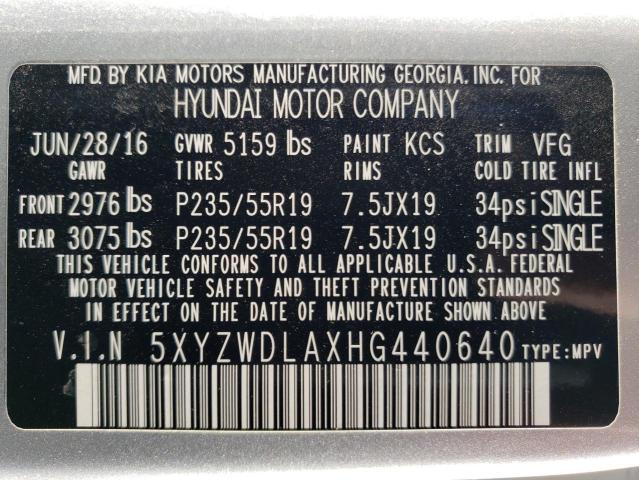 MFD. BY KIA MOTORS MANUFACTURING GEORGIA, INC. FOR
HYUNDAI MOTOR COMPANY
JUN/28/16 GVWR 5159 lbs PAINT KCS TRIM VFG
GAWR TIRES RIMS COLD TIRE INFL
FRONT 2976 lbs P235/55R19 7.5JX19 34psi SINGLE
REAR 3075 lbs P235/55R19 7.5JX19 34psi SINGLE
THIS VEHICLE CONFORMS TO ALL APPLICABLE U.S.A. FEDERAL
MOTOR VEHICLE SAFETY AND THEFT PREVENTION STANDARDS
IN EFFECT ON THE DATE OF MANUFACTURE SHOWN ABOVE
V.I.N 5XYZWDLAXHG440640 TYPE:MPV